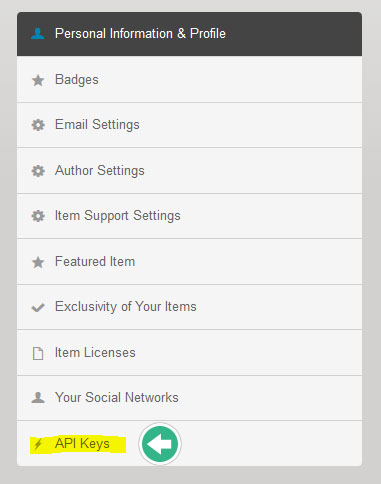 Personal Information & Profile
Badges
Email Settings
Author Settings
Item Support Settings
Featured Item
Exclusivity of Your Items
Item Licenses
Your Social Networks
API Keys